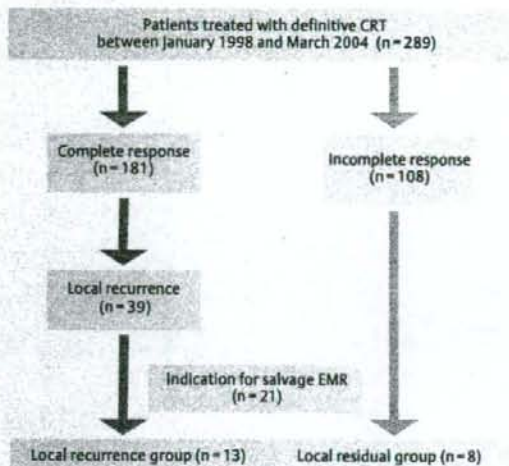 Patients treated with definitive CRT
between January 1998 and March 2004 (n=289)
Complete response
(n=181)
Incomplete response
(n=108)
Local recurrence
(n=39)
Indication for salvage EMR
(n=21)
Local recurrence group (n=13)
Local residual group (n=8)